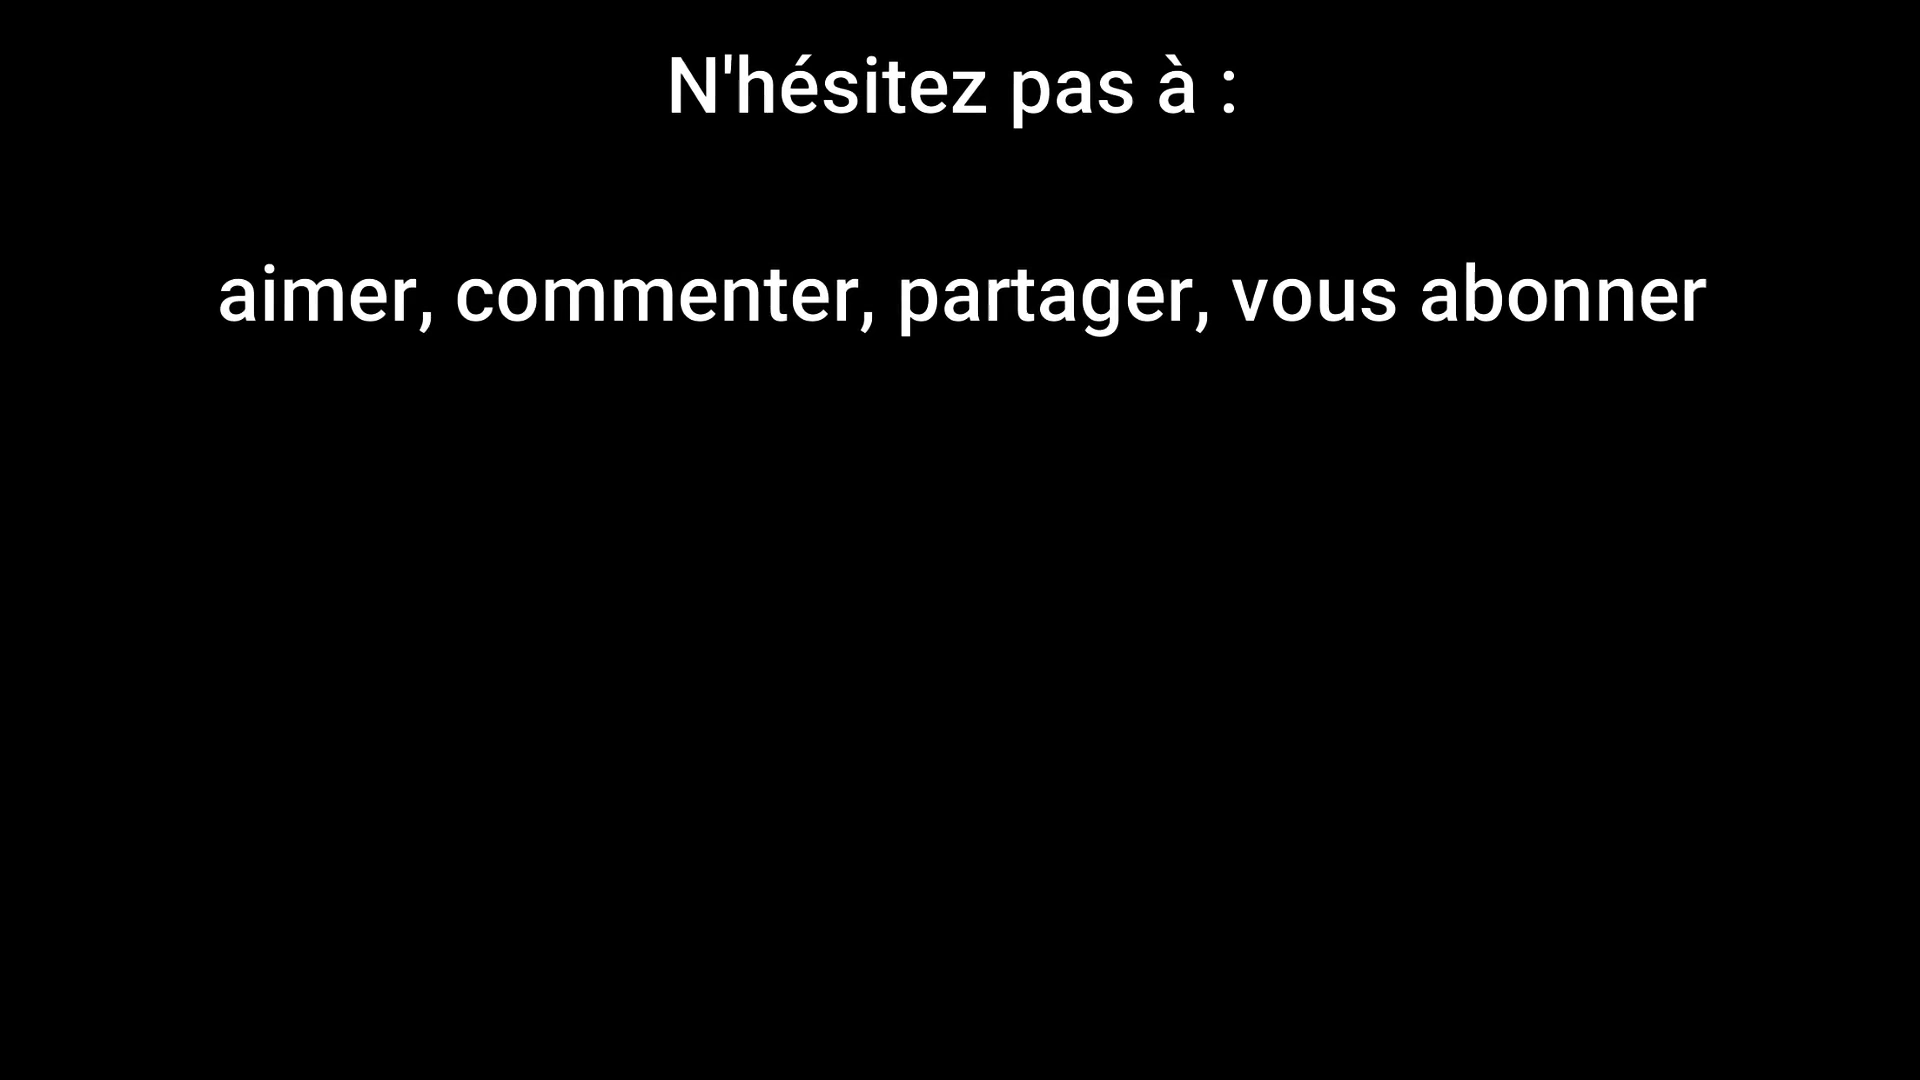 N'hésitez pas à :
aimer, commenter, partager, vous abonner